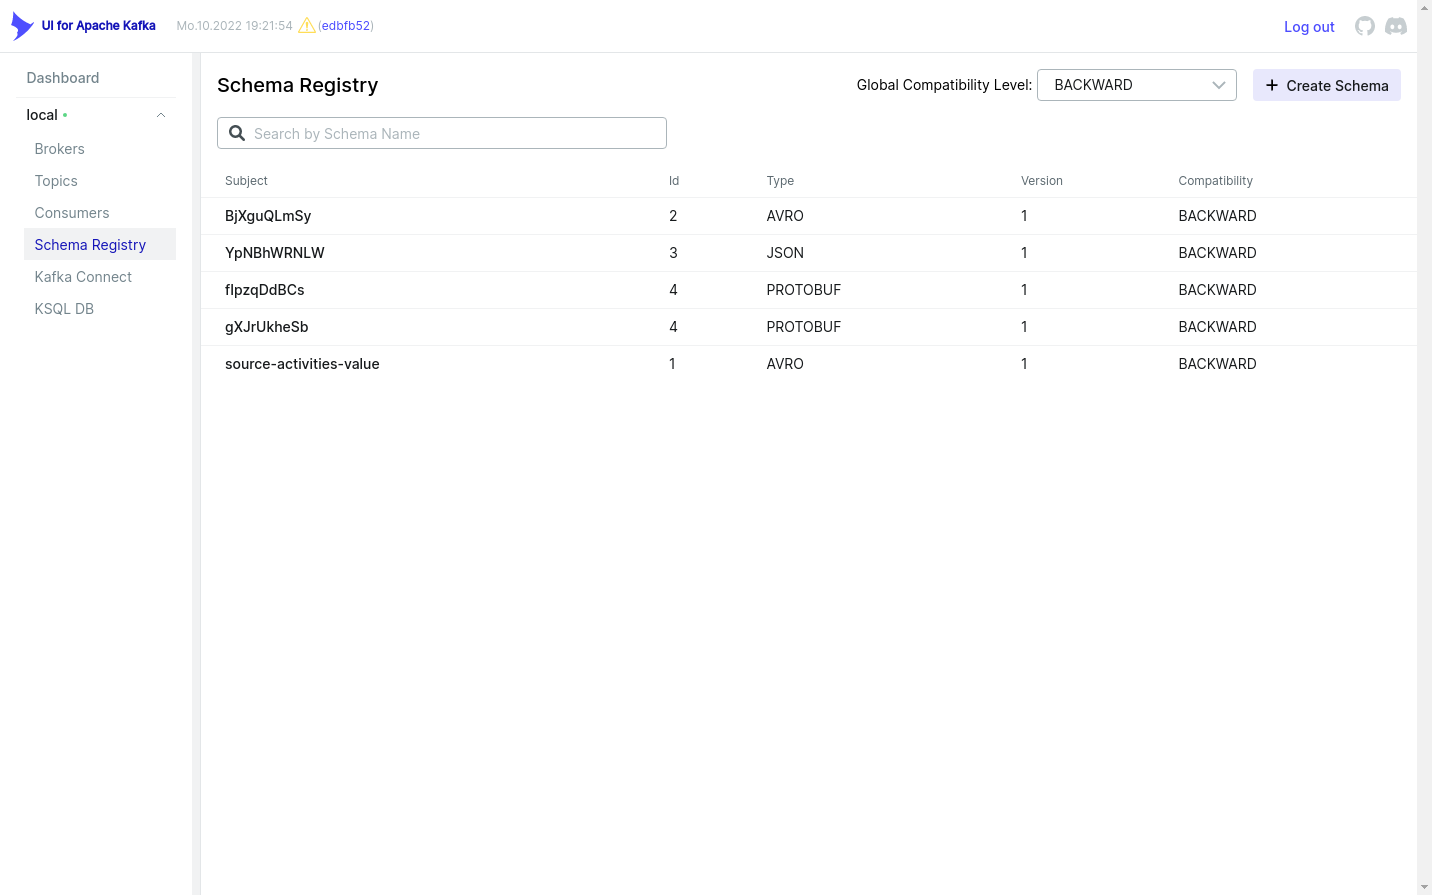 UI for Apache Kafka Mo.10.2022 19:21:54 (edbfb52) Log out
Dashboard
local
Brokers
Topics
Consumers
Schema Registry
Kafka Connect
KSQL DB
Schema Registry Global Compatibility Level: BACKWARD Create Schema
Search by Schema Name
Subject Id Type Version Compatibility
BjXguQLmSy 2 AVRO 1 BACKWARD
YpNBhWRNLW 3 JSON 1 BACKWARD
flpzqDdBCs 4 PROTOBUF 1 BACKWARD
gXJrUkheSb 4 PROTOBUF 1 BACKWARD
source-activities-value 1 AVRO 1 BACKWARD